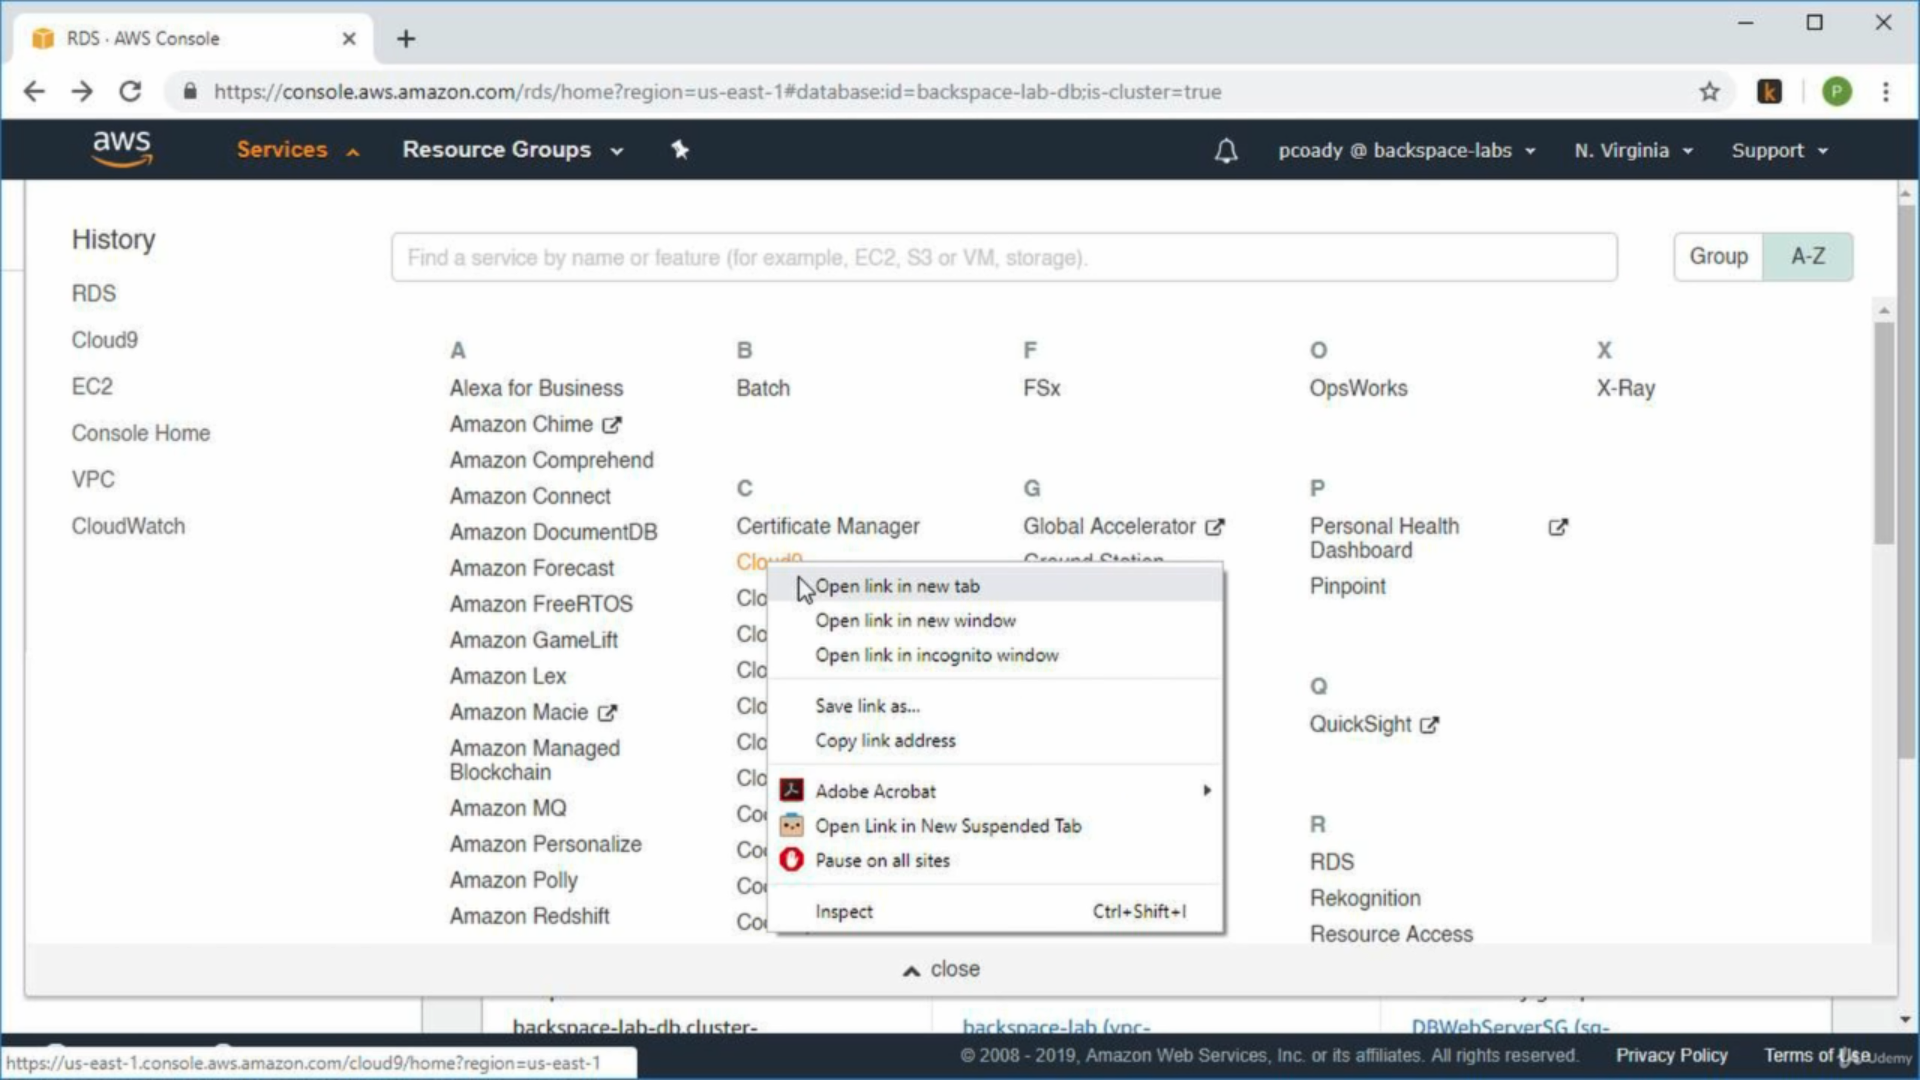 RDS · AWS Console
https://console.aws.amazon.com/rds/home?region=us-east-1#database:id=backspace-lab-db;is-cluster=true
aws
Services
Resource Groups
pcoady @ backspace-labs
N. Virginia
Support
History
RDS
Cloud9
EC2
Console Home
VPC
CloudWatch
Find a service by name or feature (for example, EC2, S3 or VM, storage).
Group
A-Z
A
Alexa for Business
Amazon Chime
Amazon Comprehend
Amazon Connect
Amazon DocumentDB
Amazon Forecast
Amazon FreeRTOS
Amazon GameLift
Amazon Lex
Amazon Macie
Amazon Managed
Blockchain
Amazon MQ
Amazon Personalize
Amazon Polly
Amazon Redshift
B
Batch
C
Certificate Manager
Cloud9
Clo
Clo
Clo
Clo
Clo
Clo
F
FSx
G
Global Accelerator
Ground Station
O
OpsWorks
P
Personal Health
Dashboard
Pinpoint
Q
QuickSight
R
RDS
Rekognition
Resource Access
X
X-Ray
Open link in new tab
Open link in new window
Open link in incognito window
Save link as...
Copy link address
Adobe Acrobat
Open Link in New Suspended Tab
Pause on all sites
Inspect Ctrl+Shift+I
close
backspace-lab-db.cluster-
backspace-lab (vpc-
DBWebServerSG (sg-
https://us-east-1.console.aws.amazon.com/cloud9/home?region=us-east-1
© 2008 - 2019, Amazon Web Services, Inc. or its affiliates. All rights reserved.
Privacy Policy
Terms of Use
Udemy